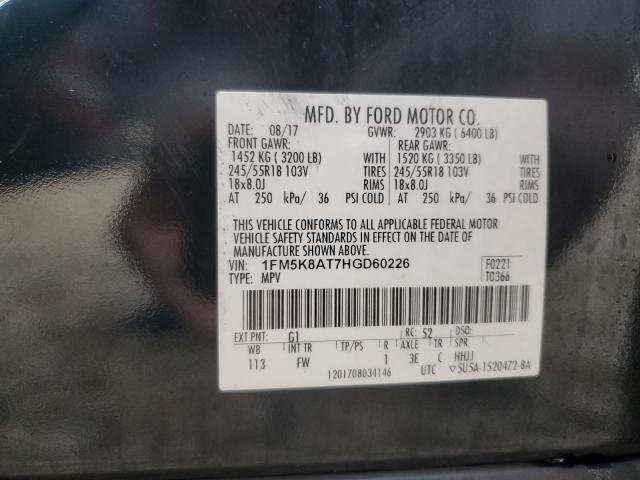 MFD. BY FORD MOTOR CO.
DATE: 08/17 GVWR: 2903 KG (6400 LB)
FRONT GAWR: REAR GAWR:
1452 KG (3200 LB) WITH 1520 KG (3350 LB) WITH
245/55R18 103V TIRES 245/55R18 103V TIRES
18x8.0J RIMS 18x8.0J RIMS
AT 250 kPa/ 36 PSI COLD AT 250 kPa/ 36 PSI COLD
THIS VEHICLE CONFORMS TO ALL APPLICABLE FEDERAL MOTOR
VEHICLE SAFETY STANDARDS IN EFFECT ON THE DATE OF
MANUFACTURE SHOWN ABOVE.
VIN: 1FM5K8AT7HGD60226 F0221
TYPE: MPV T0366
EXT PNT: G1 RC: 52 DSO:
WB INT TR TP/PS R AXLE TR SPR
113 FW 1 3E C HHJJ
1201708034146 UTC ▽5U5A-1520472-BA